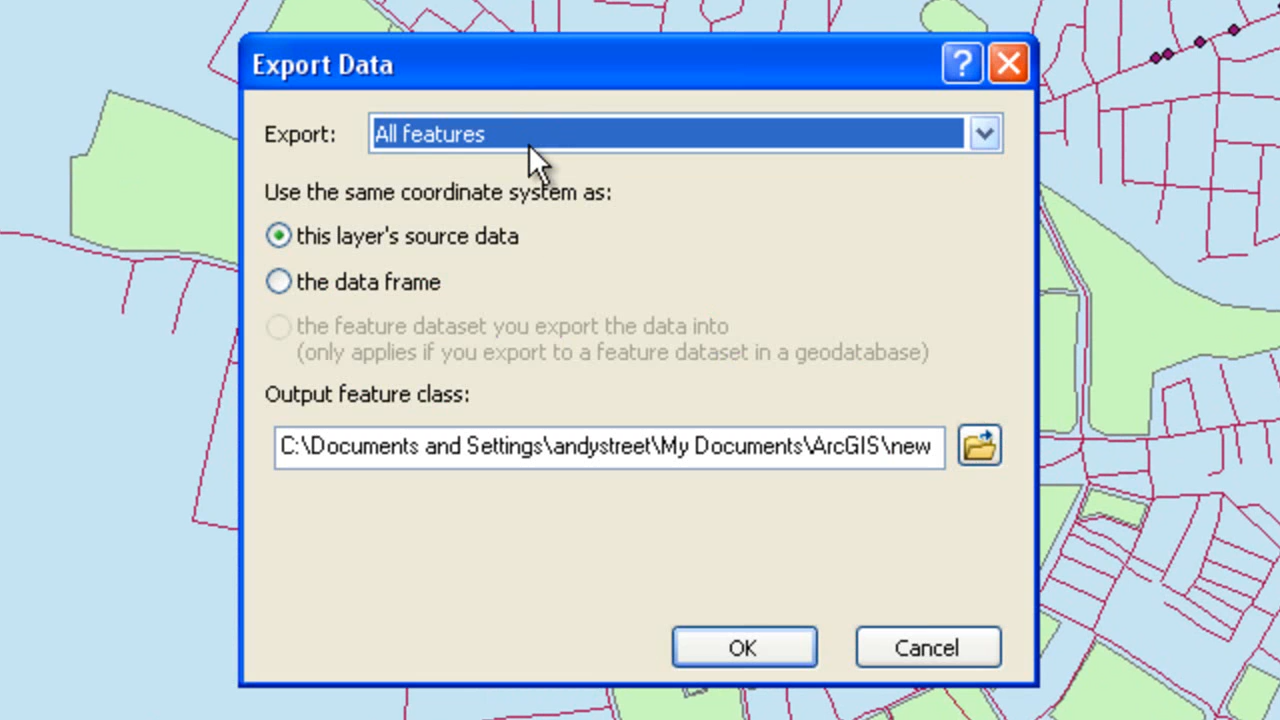 Export Data
?
Export: All features
Use the same coordinate system as:
this layer's source data
the data frame
the feature dataset you export the data into
(only applies if you export to a feature dataset in a geodatabase)
Output feature class:
C:\Documents and Settings\andystreet\My Documents\ArcGIS\new
OK Cancel